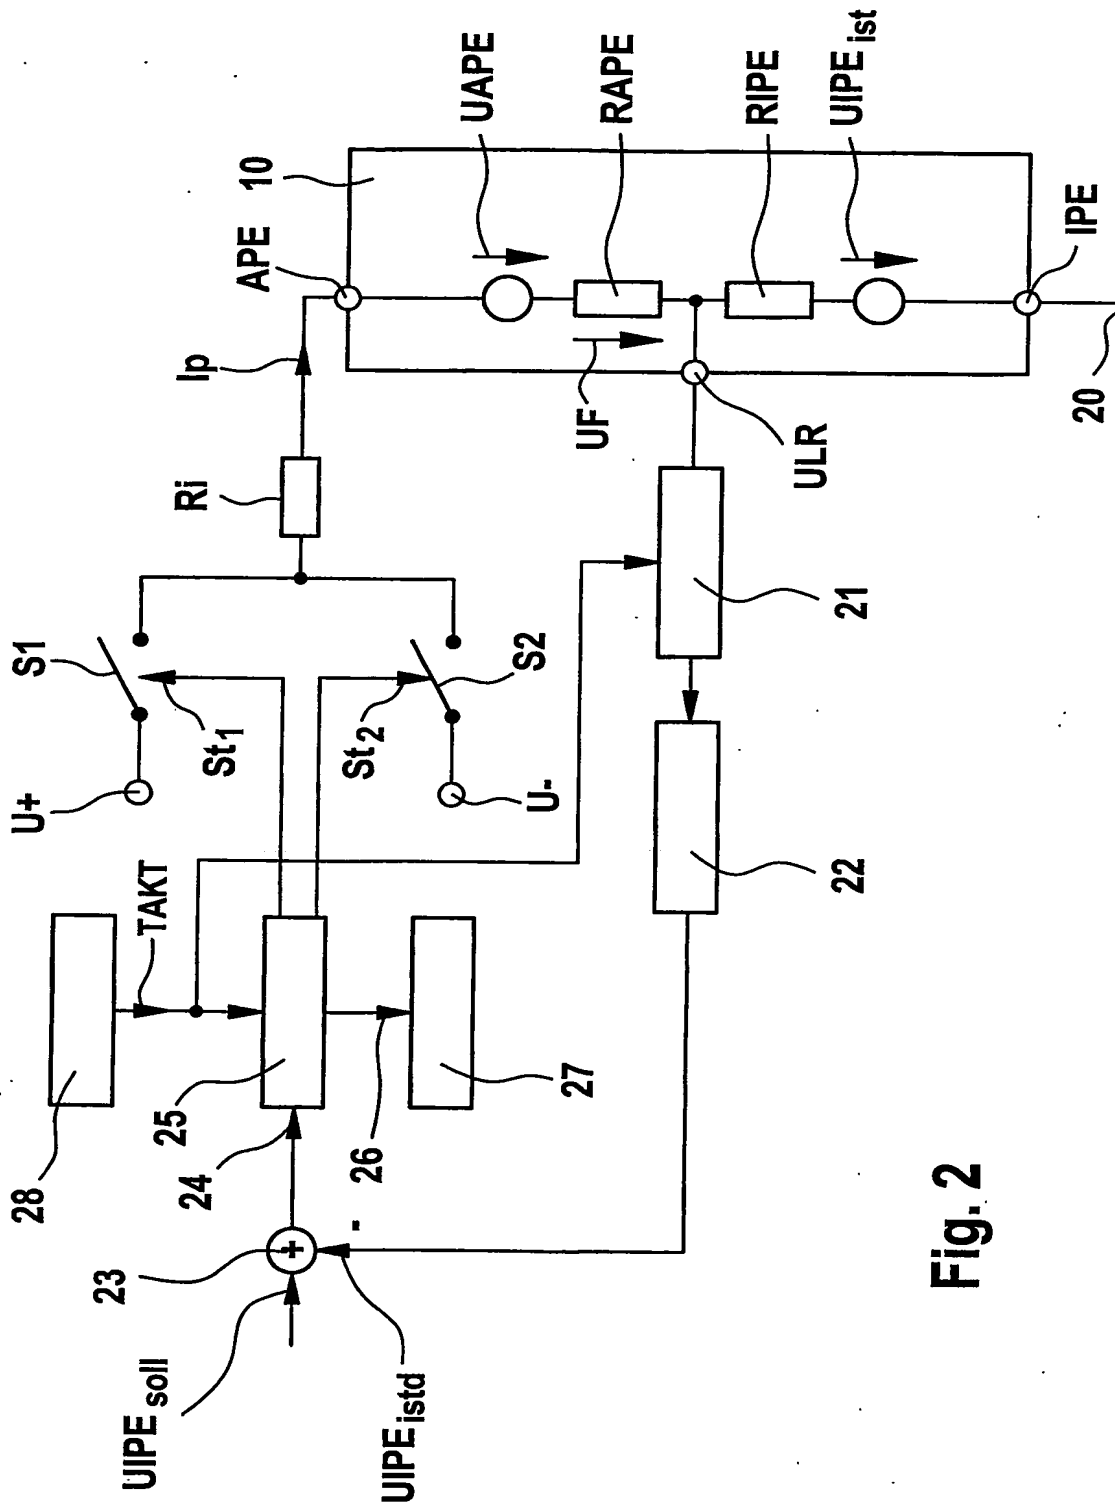 28
TAKT
U+
S1
St1
Ri
Ip
APE
10
UAPE
RAPE
RIPE
UIPEist
IPE
20
UF
ULR
21
22
S2
St2
U-
25
24
26
27
23
+
-
UIPEsoll
UIPEistd
Fig. 2